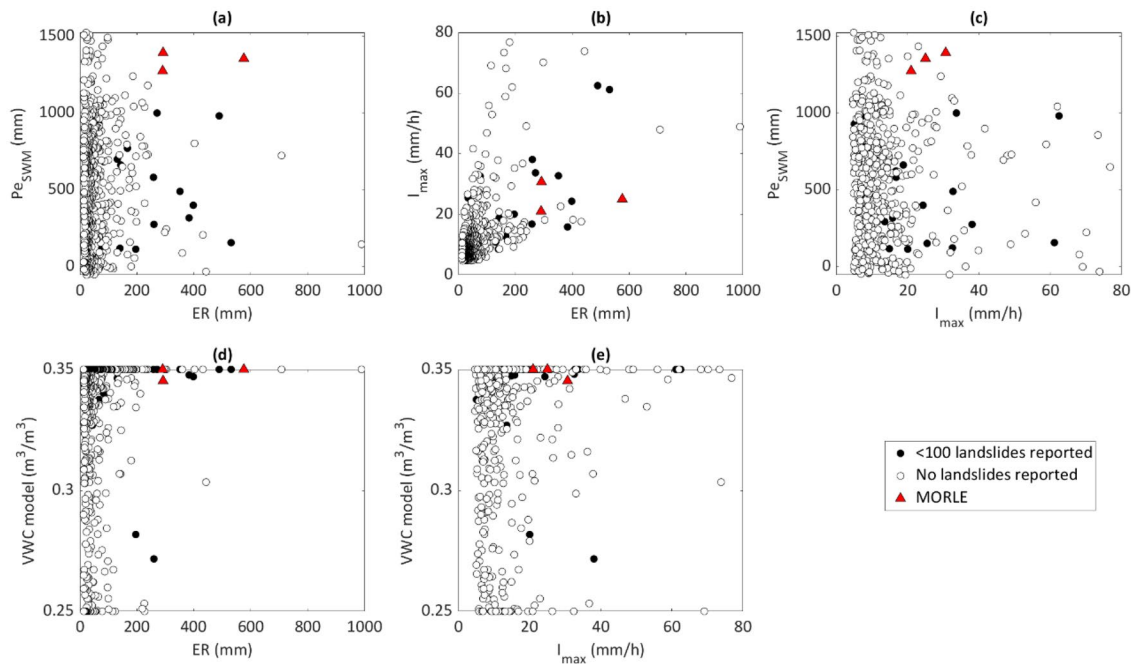 (a)
1500
1000
500
0
Pe_SWM (mm)
0 200 400 600 800 1000
ER (mm)
(b)
80
60
40
20
0
I_max (mm/h)
0 200 400 600 800 1000
ER (mm)
(c)
1500
1000
500
0
Pe_SWM (mm)
0 20 40 60 80
I_max (mm/h)
(d)
0.35
0.3
0.25
VWC model (m³/m³)
0 200 400 600 800 1000
ER (mm)
(e)
0.35
0.3
0.25
VWC model (m³/m³)
0 20 40 60 80
I_max (mm/h)
<100 landslides reported
No landslides reported
MORLE